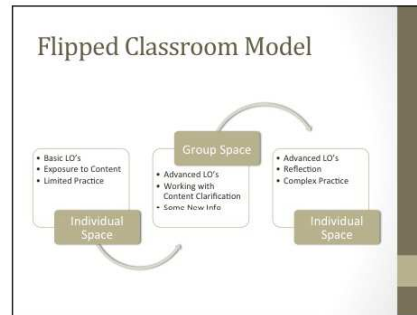 Flipped Classroom Model
• Basic LO's
• Exposure to Content
• Limited Practice
Individual
Space
Group Space
• Advanced LO's
• Working with
Content Clarification
• Some New Info
• Advanced LO's
• Reflection
• Complex Practice
Individual
Space